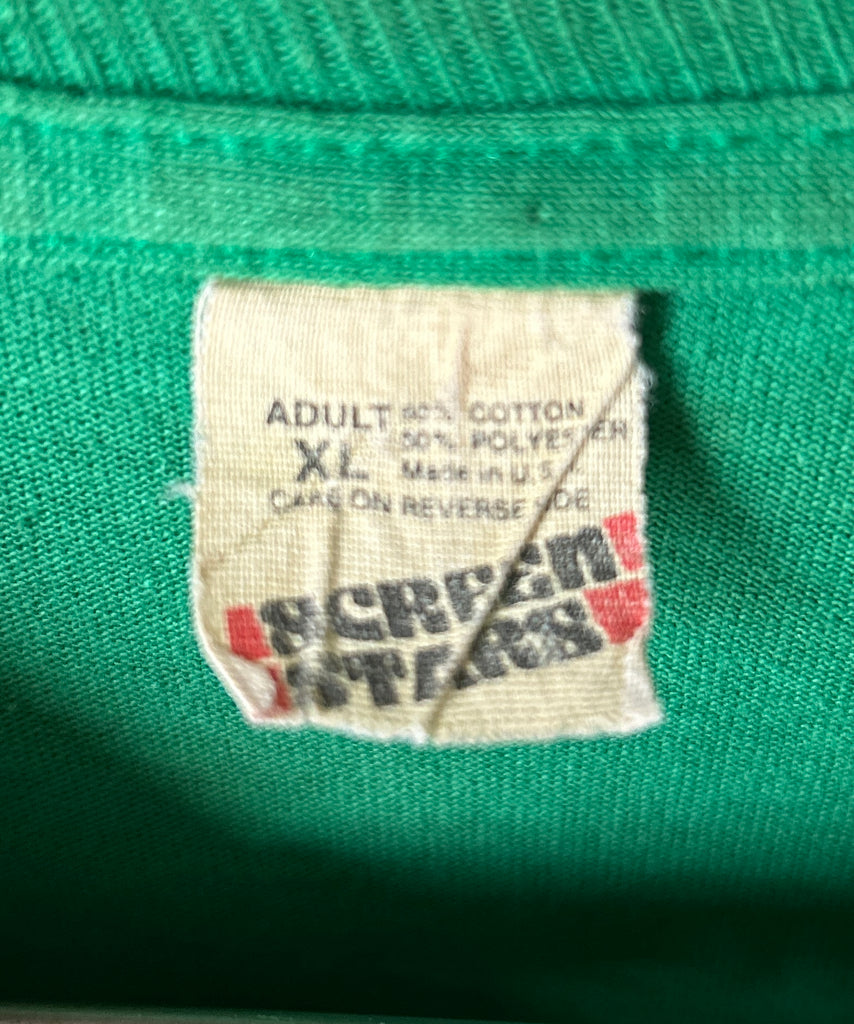 ADULT 50% COTTON
50% POLYESTER
XL Made in U.S.A.
CARE ON REVERSE SIDE
SCREEN
STARS